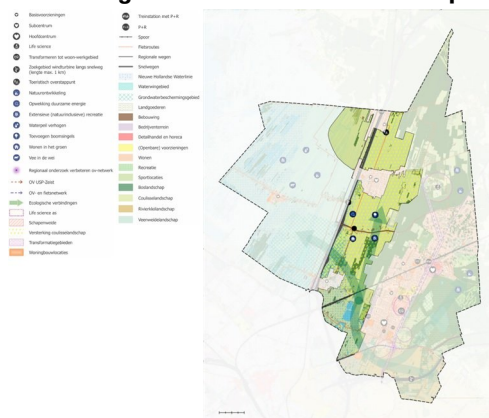 Basisvoorzieningen
Subcentrum
Hoofdcentrum
Life science
Transformeren tot woon-werkgebied
Zoekgebied windturbine langs snelweg
(lengte max. 1 km)
Toeristisch overstappunt
Natuurontwikkeling
Opwekking duurzame energie
Extensieve (natuurinclusieve) recreatie
Waterpeil verhogen
Toevoegen boomsingels
Wonen in het groen
Vee in de wei
Regionaal onderzoek verbeteren ov-netwerk
OV USP-Zeist
OV- en fietsnetwerk
Ecologische verbindingen
Life science as
Schaapsweide
Versterking coulisselandschap
Transformatiegebieden
Woningbouwlocaties
Treinstation met P+R
P+R
Spoor
Fietsroutes
Regionale wegen
Snelwegen
Nieuwe Hollandse Waterlinie
Waterwingebied
Grondwaterbeschermingsgebied
Landgoederen
Bebouwing
Bedrijventerrein
Detailhandel en horeca
(Openbare) voorzieningen
Wonen
Recreatie
Sportlocaties
Boslandschap
Coulisselandschap
Rivierkleilandschap
Veenweidelandschap